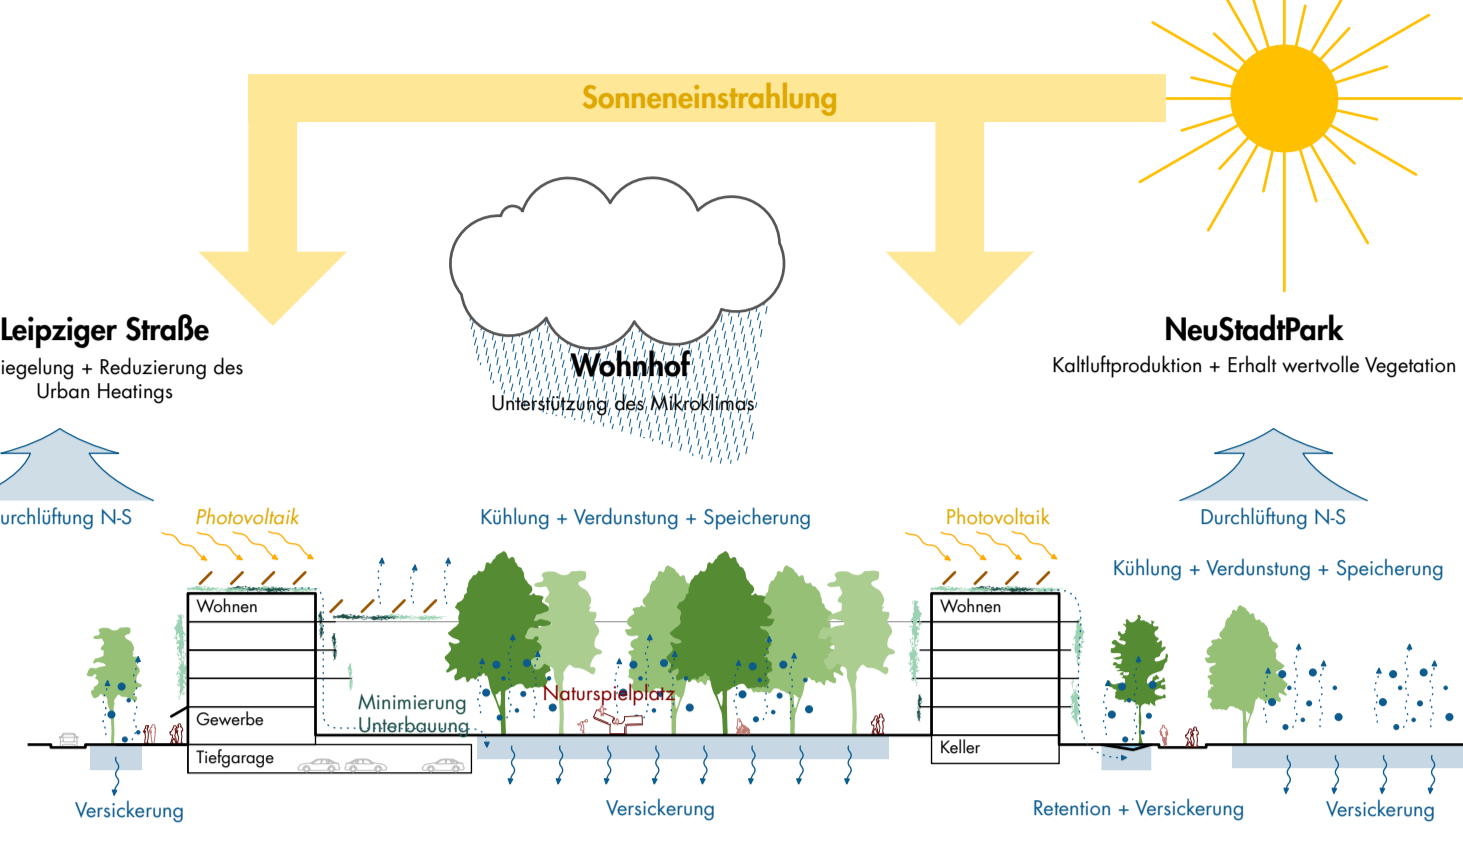 Sonneneinstrahlung
Leipziger Straße
iegelung + Reduzierung des
Urban Heatings
Wohnhof
Unterstützung des Mikroklimas
NeuStadtPark
Kaltluftproduktion + Erhalt wertvolle Vegetation
urchlüftung N-S
Photovoltaik
Kühlung + Verdunstung + Speicherung
Photovoltaik
Durchlüftung N-S
Kühlung + Verdunstung + Speicherung
Wohnen
Wohnen
Naturspielplatz
Minimierung
Unterbauung
Gewerbe
Tiefgarage
Keller
Versickerung
Versickerung
Retention + Versickerung
Versickerung